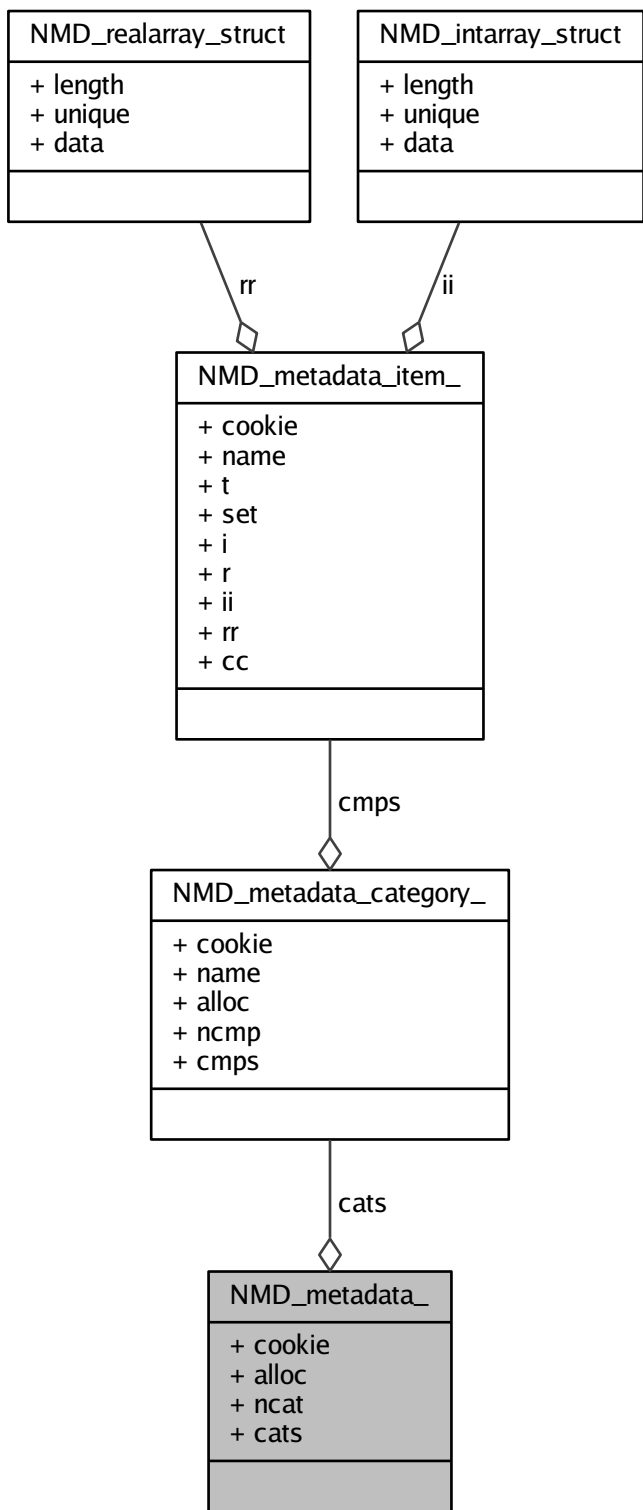 NMD_realarray_struct
+ length
+ unique
+ data
NMD_intarray_struct
+ length
+ unique
+ data
rr
ii
NMD_metadata_item_
+ cookie
+ name
+ t
+ set
+ i
+ r
+ ii
+ rr
+ cc
cmps
NMD_metadata_category_
+ cookie
+ name
+ alloc
+ ncmp
+ cmps
cats
NMD_metadata_
+ cookie
+ alloc
+ ncat
+ cats